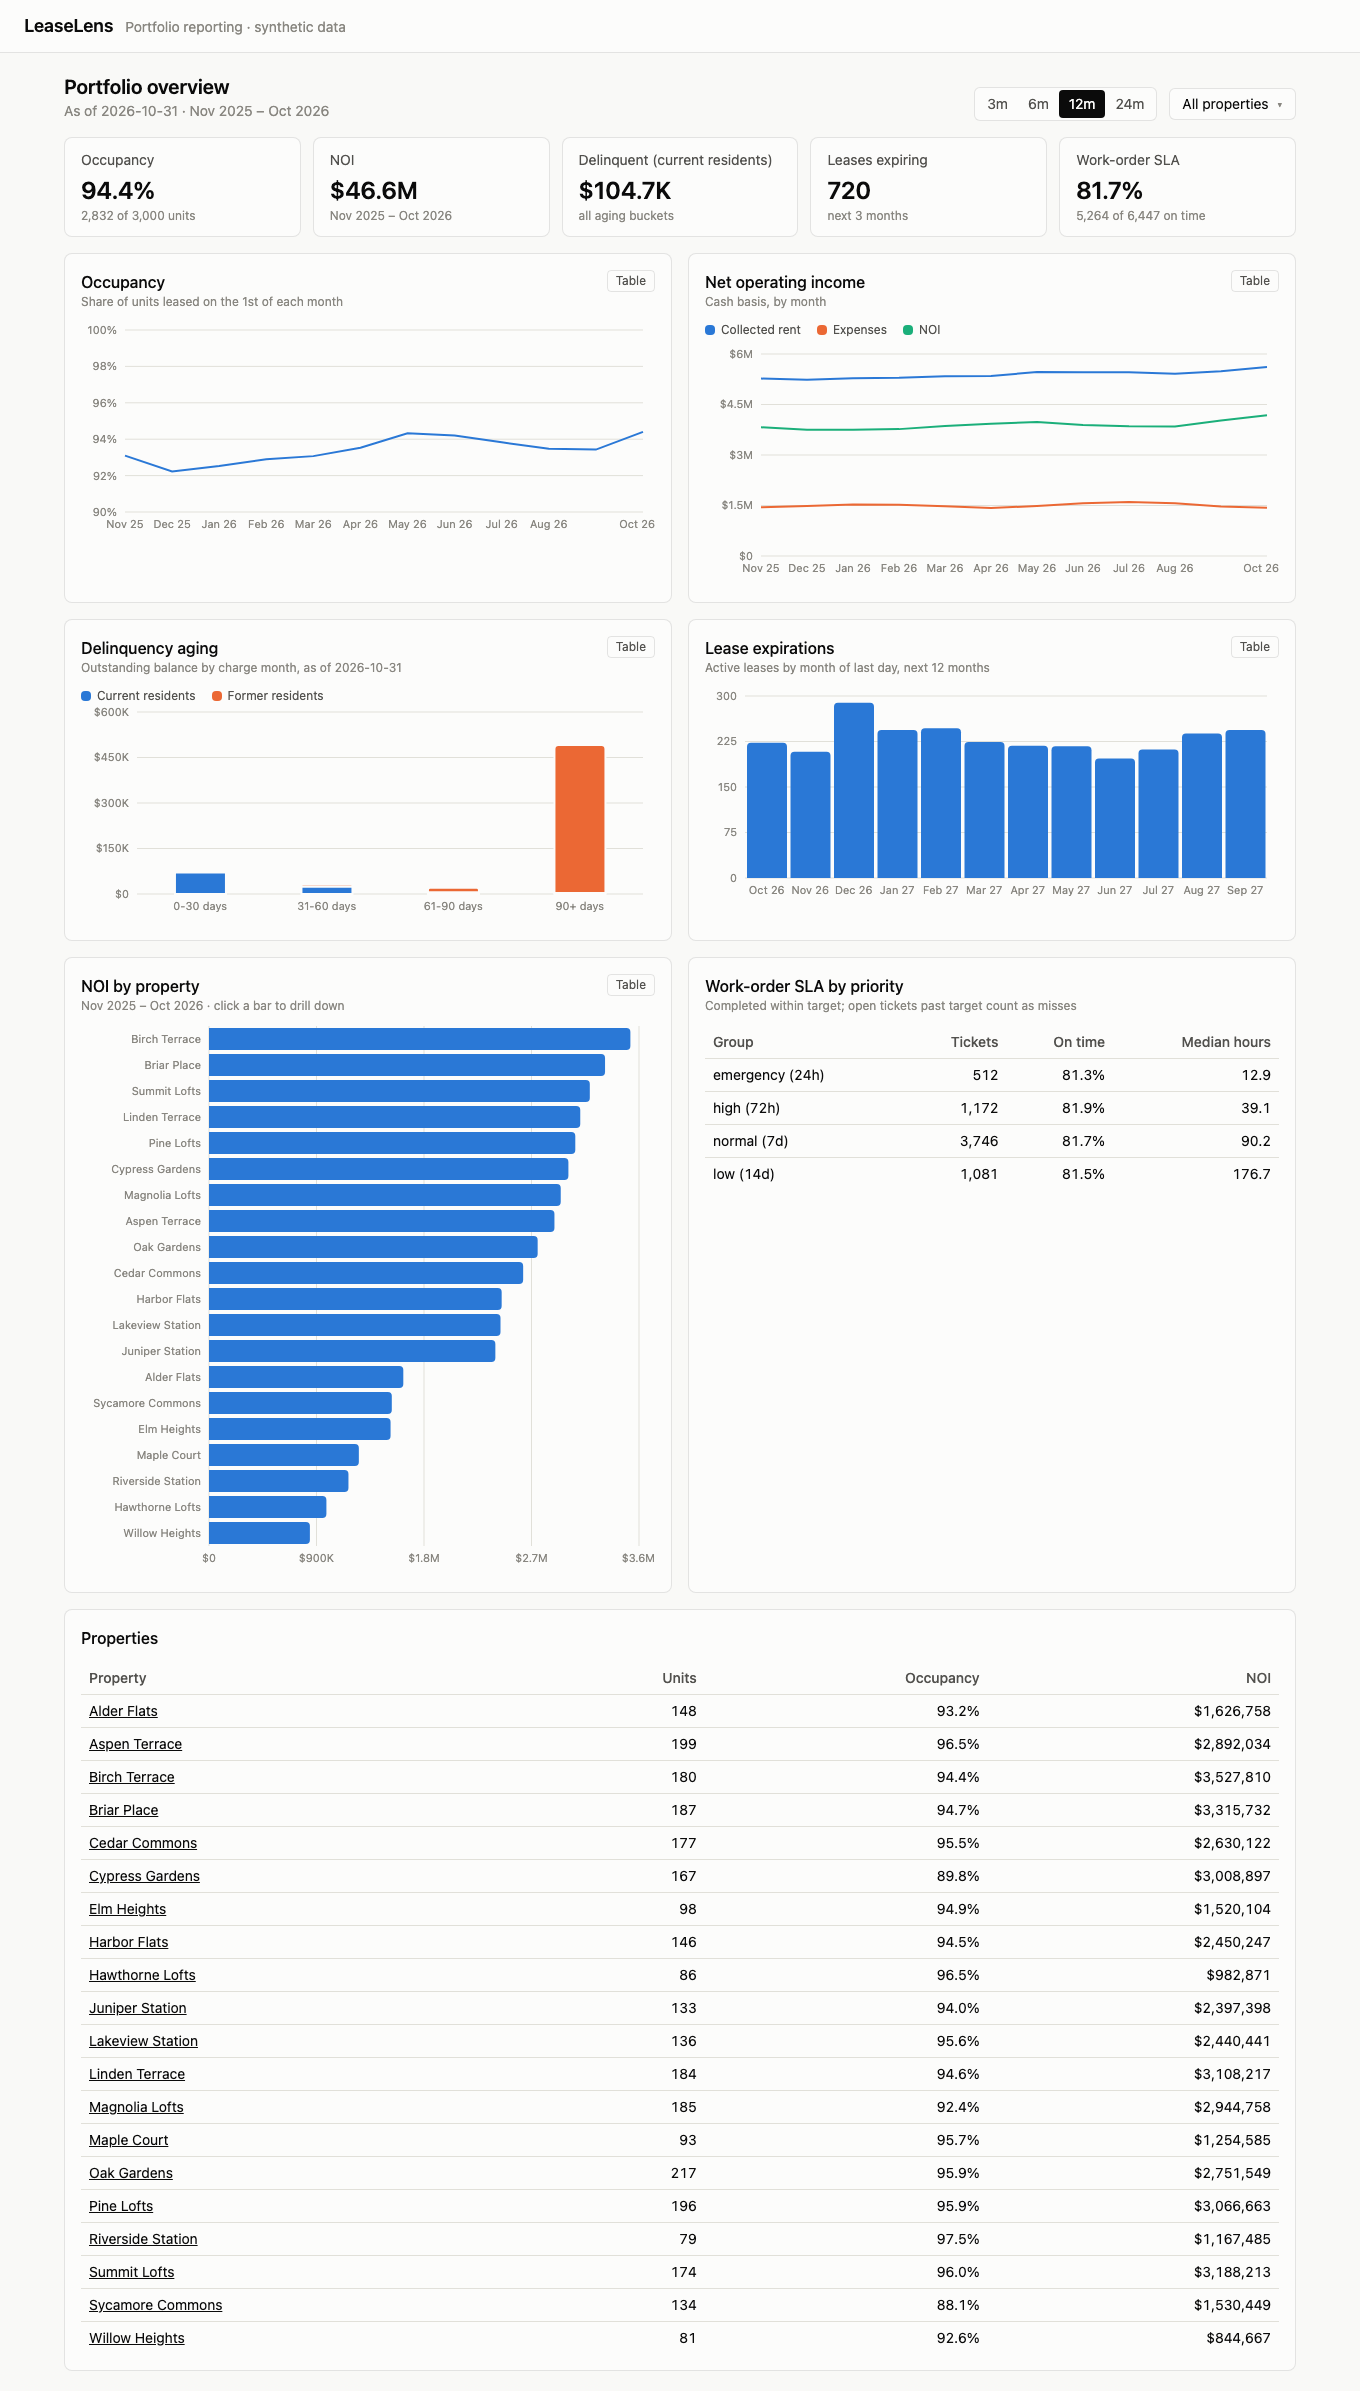 LeaseLens Portfolio reporting · synthetic data
Portfolio overview
As of 2026-10-31 · Nov 2025 – Oct 2026
3m 6m 12m 24m All properties
Occupancy
94.4%
2,832 of 3,000 units
NOI
$46.6M
Nov 2025 – Oct 2026
Delinquent (current residents)
$104.7K
all aging buckets
Leases expiring
720
next 3 months
Work-order SLA
81.7%
5,264 of 6,447 on time
Occupancy Table
Share of units leased on the 1st of each month
100%
98%
96%
94%
92%
90%
Nov 25 Dec 25 Jan 26 Feb 26 Mar 26 Apr 26 May 26 Jun 26 Jul 26 Aug 26 Oct 26
Net operating income Table
Cash basis, by month
Collected rent Expenses NOI
$6M
$4.5M
$3M
$1.5M
$0
Nov 25 Dec 25 Jan 26 Feb 26 Mar 26 Apr 26 May 26 Jun 26 Jul 26 Aug 26 Oct 26
Delinquency aging Table
Outstanding balance by charge month, as of 2026-10-31
Current residents Former residents
$600K
$450K
$300K
$150K
$0
0-30 days 31-60 days 61-90 days 90+ days
Lease expirations Table
Active leases by month of last day, next 12 months
300
225
150
75
0
Oct 26 Nov 26 Dec 26 Jan 27 Feb 27 Mar 27 Apr 27 May 27 Jun 27 Jul 27 Aug 27 Sep 27
NOI by property Table
Nov 2025 – Oct 2026 · click a bar to drill down
Birch Terrace
Briar Place
Summit Lofts
Linden Terrace
Pine Lofts
Cypress Gardens
Magnolia Lofts
Aspen Terrace
Oak Gardens
Cedar Commons
Harbor Flats
Lakeview Station
Juniper Station
Alder Flats
Sycamore Commons
Elm Heights
Maple Court
Riverside Station
Hawthorne Lofts
Willow Heights
$0 $900K $1.8M $2.7M $3.6M
Work-order SLA by priority
Completed within target; open tickets past target count as misses
Group Tickets On time Median hours
emergency (24h) 512 81.3% 12.9
high (72h) 1,172 81.9% 39.1
normal (7d) 3,746 81.7% 90.2
low (14d) 1,081 81.5% 176.7
Properties
Property Units Occupancy NOI
Alder Flats 148 93.2% $1,626,758
Aspen Terrace 199 96.5% $2,892,034
Birch Terrace 180 94.4% $3,527,810
Briar Place 187 94.7% $3,315,732
Cedar Commons 177 95.5% $2,630,122
Cypress Gardens 167 89.8% $3,008,897
Elm Heights 98 94.9% $1,520,104
Harbor Flats 146 94.5% $2,450,247
Hawthorne Lofts 86 96.5% $982,871
Juniper Station 133 94.0% $2,397,398
Lakeview Station 136 95.6% $2,440,441
Linden Terrace 184 94.6% $3,108,217
Magnolia Lofts 185 92.4% $2,944,758
Maple Court 93 95.7% $1,254,585
Oak Gardens 217 95.9% $2,751,549
Pine Lofts 196 95.9% $3,066,663
Riverside Station 79 97.5% $1,167,485
Summit Lofts 174 96.0% $3,188,213
Sycamore Commons 134 88.1% $1,530,449
Willow Heights 81 92.6% $844,667